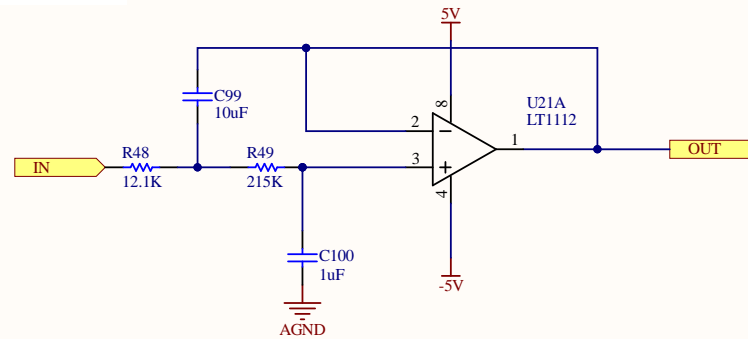 5V
C99
10uF
8
U21A
LT1112
2
1
R48
R49
3
IN
OUT
12.1K
215K
4
C100
1uF
-5V
AGND